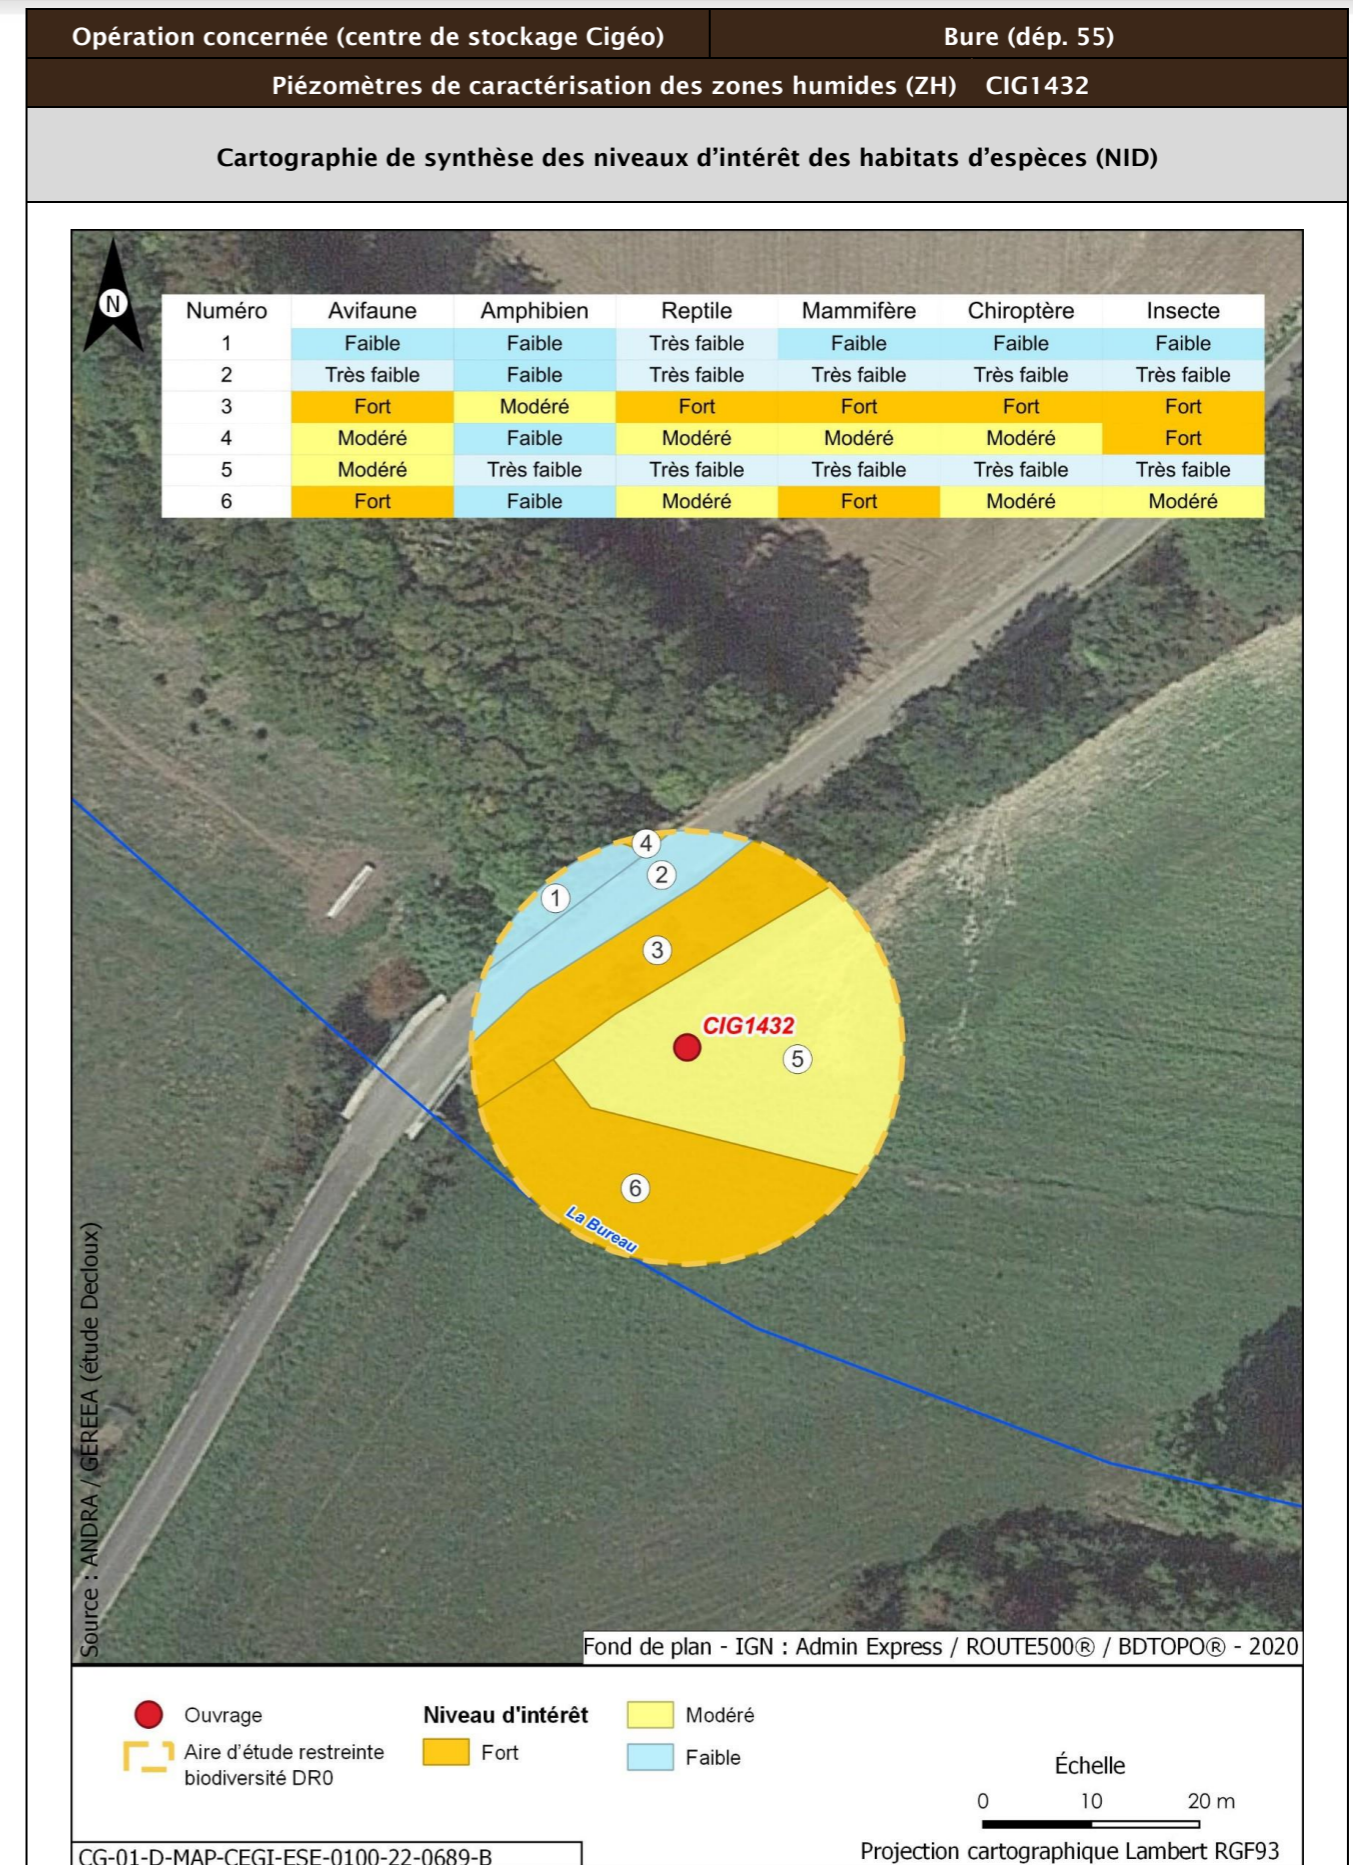 Opération concernée (centre de stockage Cigéo) Bure (dép. 55)
Piézomètres de caractérisation des zones humides (ZH) CIG1432
Cartographie de synthèse des niveaux d'intérêt des habitats d'espèces (NID)
N
Numéro Avifaune Amphibien Reptile Mammifère Chiroptère Insecte
1 Faible Faible Très faible Faible Faible Faible
2 Très faible Faible Très faible Très faible Très faible Très faible
3 Fort Modéré Fort Fort Fort Fort
4 Modéré Faible Modéré Modéré Modéré Fort
5 Modéré Très faible Très faible Très faible Très faible Très faible
6 Fort Faible Modéré Fort Modéré Modéré
4
2
1
3
CIG1432
5
6
La Bureau
Source : ANDRA / GEREEA (étude Decloux)
Fond de plan - IGN : Admin Express / ROUTE500® / BDTOPO® - 2020
Ouvrage
Aire d'étude restreinte
biodiversité DR0
Niveau d'intérêt
Fort
Modéré
Faible
Échelle
0 10 20 m
Projection cartographique Lambert RGF93
CG-01-D-MAP-CEGI-ESE-0100-22-0689-B